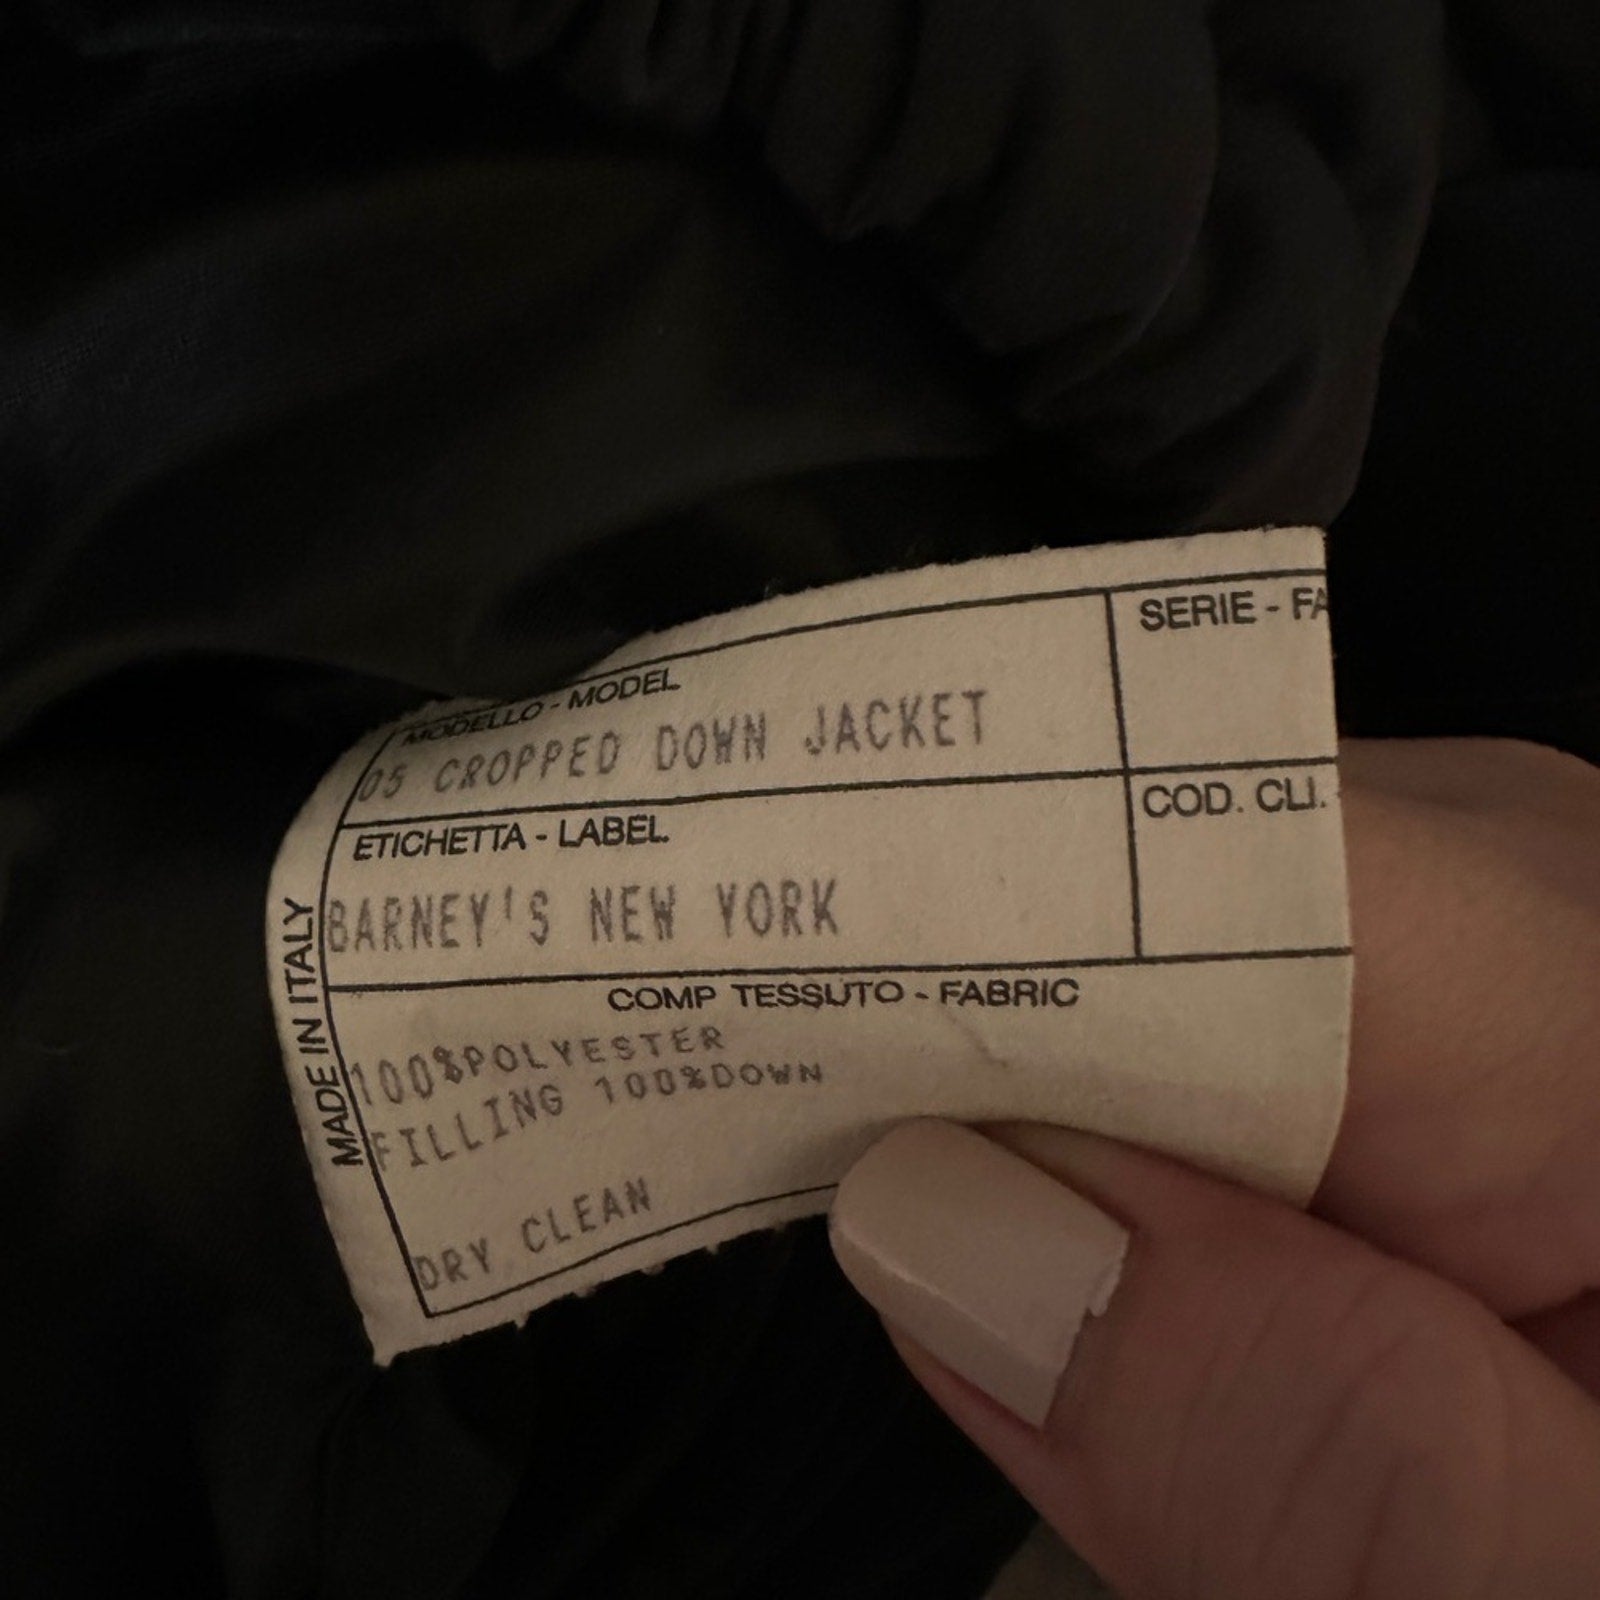 MODELLO - MODEL
05 CROPPED DOWN JACKET
SERIE - FA
ETICHETTA - LABEL
BARNEY'S NEW YORK
COD. CLI.
COMP TESSUTO - FABRIC
100%POLYESTER
FILLING 100%DOWN
DRY CLEAN
MADE IN ITALY